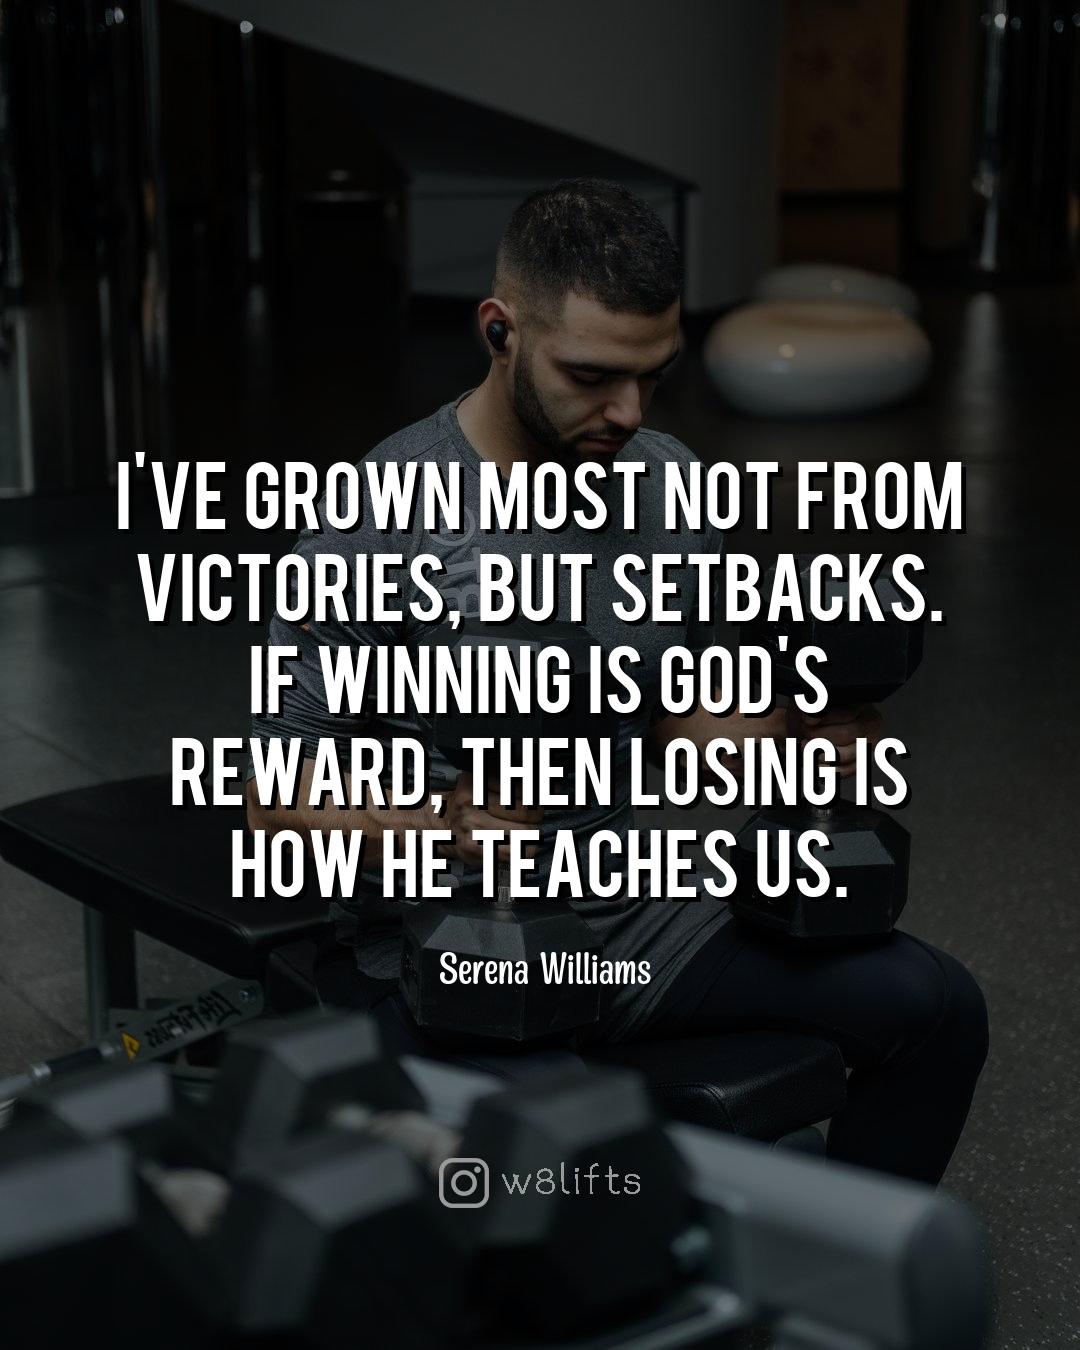 I'VE GROWN MOST NOT FROM
VICTORIES, BUT SETBACKS.
IF WINNING IS GOD'S
REWARD, THEN LOSING IS
HOW HE TEACHES US.
Serena Williams
LifeFitness
w8lifts